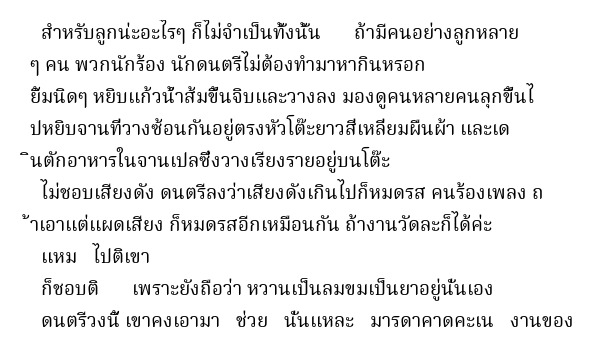 สำหรับลูกน่ะอะไรๆ ก็ไม่จำเป็นทั้งนั้น ถ้ามีคนอย่างลูกหลาย
ๆ คน พวกนักร้อง นักดนตรีไม่ต้องทำมาหากินหรอก
ยิ้มนิดๆ หยิบแก้วน้ำส้มขึ้นจิบและวางลง มองดูคนหลายคนลุกขึ้นไ
ปหยิบจานที่วางซ้อนกันอยู่ตรงหัวโต๊ะยาวสี่เหลี่ยมผืนผ้า และเด
ินตักอาหารในจานเปลซึ่งวางเรียงรายอยู่บนโต๊ะ
ไม่ชอบเสียงดัง ดนตรีลงว่าเสียงดังเกินไปก็หมดรส คนร้องเพลง ถ
้าเอาแต่แผดเสียง ก็หมดรสอีกเหมือนกัน ถ้างานวัดละก็ได้ค่ะ
แหม ไปติเขา
ก็ชอบติ เพราะยังถือว่า หวานเป็นลมขมเป็นยาอยู่นั่นเอง
ดนตรีวงนี้ เขาคงเอามา ช่วย นั่นแหละ มารดาคาดคะเน งานของ